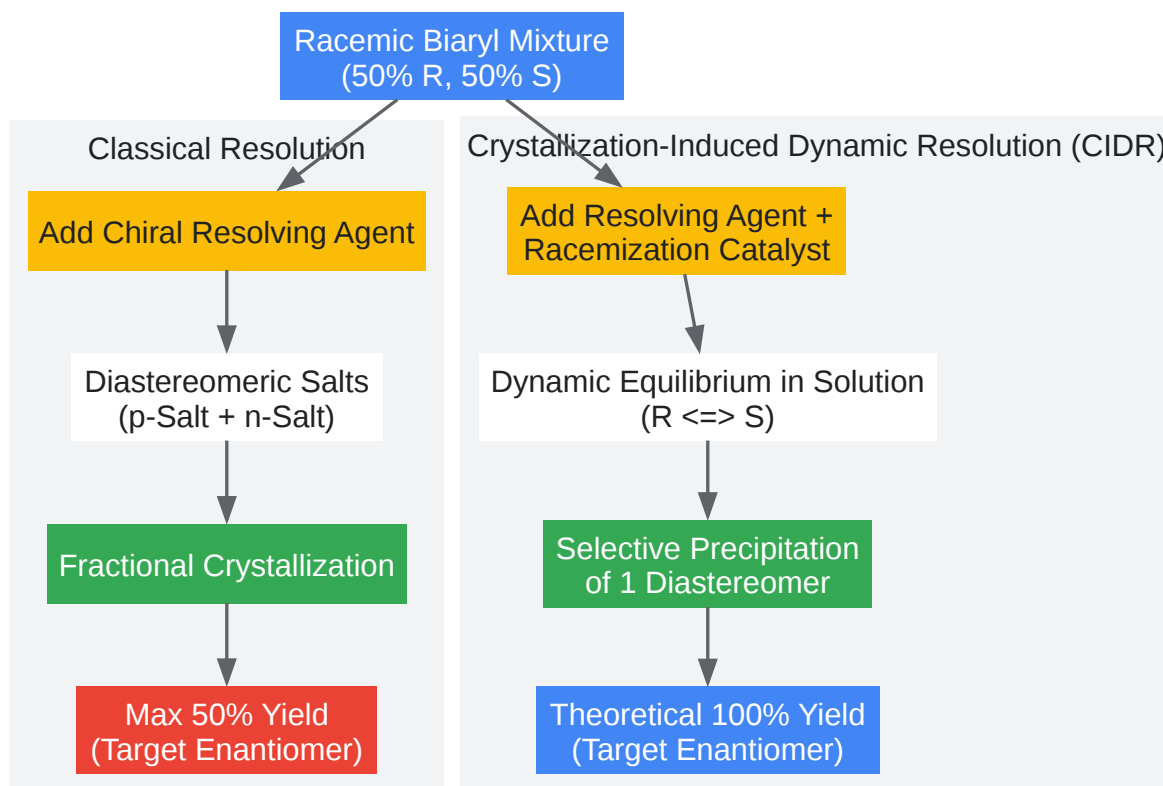 Racemic Biaryl Mixture
(50% R, 50% S)
Classical Resolution
Add Chiral Resolving Agent
Diastereomeric Salts
(p-Salt + n-Salt)
Fractional Crystallization
Max 50% Yield
(Target Enantiomer)
Crystallization-Induced Dynamic Resolution (CIDR)
Add Resolving Agent +
Racemization Catalyst
Dynamic Equilibrium in Solution
(R <=> S)
Selective Precipitation
of 1 Diastereomer
Theoretical 100% Yield
(Target Enantiomer)